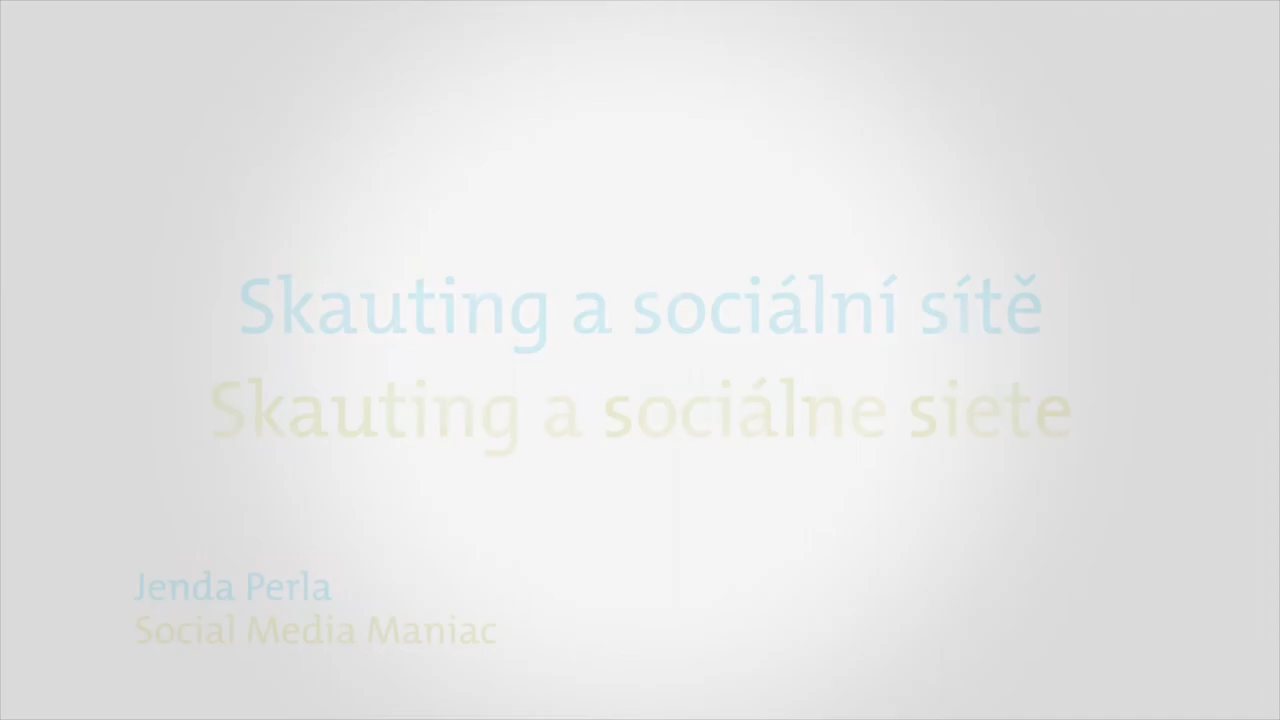 Skauting a sociální sítě
Skauting a sociálne siete
Jenda Perla
Social Media Maniac